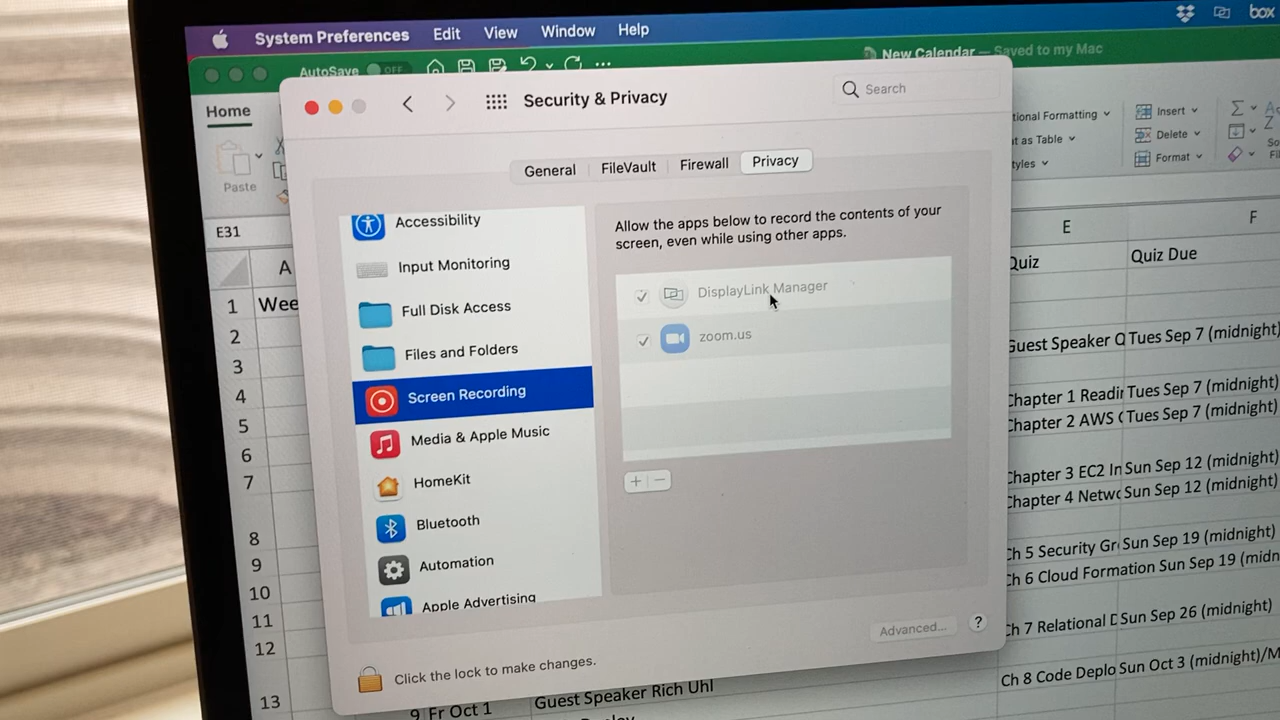 System Preferences Edit View Window Help
box
AutoSave OFF
New Calendar — Saved to my Mac
Home
Paste
Insert
Delete
Format
E31
Security & Privacy
Search
General FileVault Firewall Privacy
Accessibility
Input Monitoring
Full Disk Access
Files and Folders
Screen Recording
Media & Apple Music
HomeKit
Bluetooth
Automation
Apple Advertising
Allow the apps below to record the contents of your
screen, even while using other apps.
DisplayLink Manager
zoom.us
+ −
Advanced... ?
Click the lock to make changes.
tional Formatting
t as Table
tyles
A E F
1 Wee Quiz Quiz Due
2
3 Guest Speaker Q Tues Sep 7 (midnight)
4 Chapter 1 Readin Tues Sep 7 (midnight)
5 Chapter 2 AWS Tues Sep 7 (midnight)
6
7 Chapter 3 EC2 In Sun Sep 12 (midnight)
Chapter 4 Netwo Sun Sep 12 (midnight)
8
9 Ch 5 Security Gr Sun Sep 19 (midnight)
10 Ch 6 Cloud Formation Sun Sep 19 (midn
11
12 Ch 7 Relational D Sun Sep 26 (midnight)
13 Guest Speaker Rich Uhl Ch 8 Code Deplo Sun Oct 3 (midnight)/M
9 Fr Oct 1